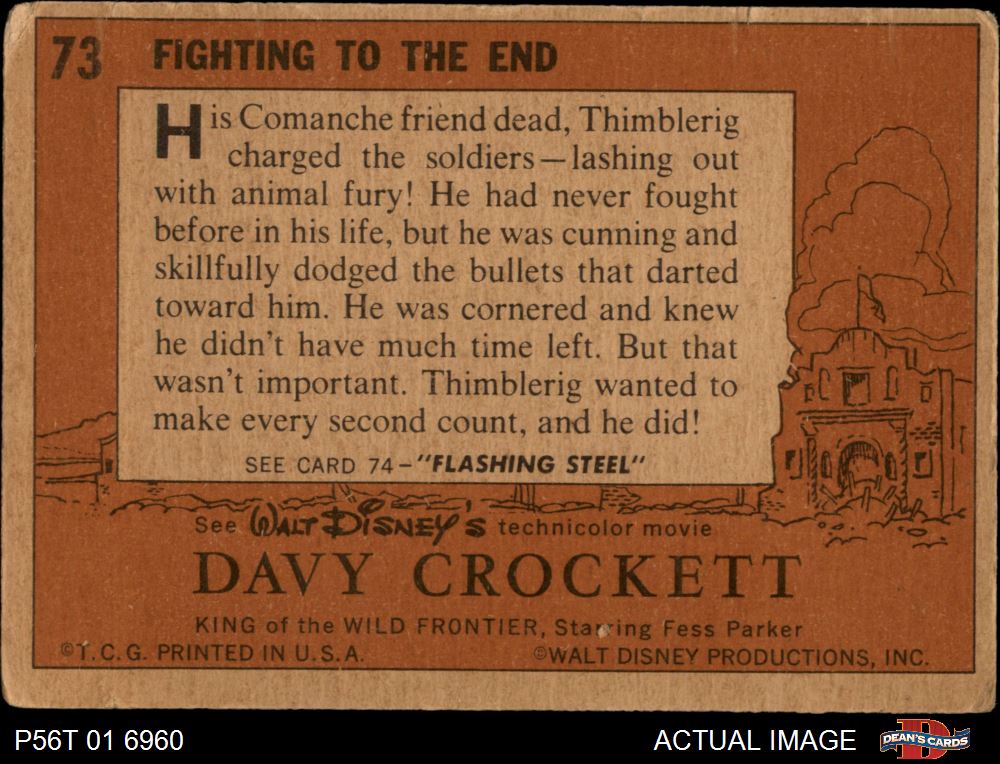 73 FIGHTING TO THE END
His Comanche friend dead, Thimblerig
charged the soldiers—lashing out
with animal fury! He had never fought
before in his life, but he was cunning and
skillfully dodged the bullets that darted
toward him. He was cornered and knew
he didn't have much time left. But that
wasn't important. Thimblerig wanted to
make every second count, and he did!
SEE CARD 74—"FLASHING STEEL"
See WALT DISNEY'S technicolor movie
DAVY CROCKETT
KING of the WILD FRONTIER, Starring Fess Parker
©T.C.G. PRINTED IN U.S.A. ©WALT DISNEY PRODUCTIONS, INC.
P56T 01 6960 ACTUAL IMAGE D DEAN'S CARDS